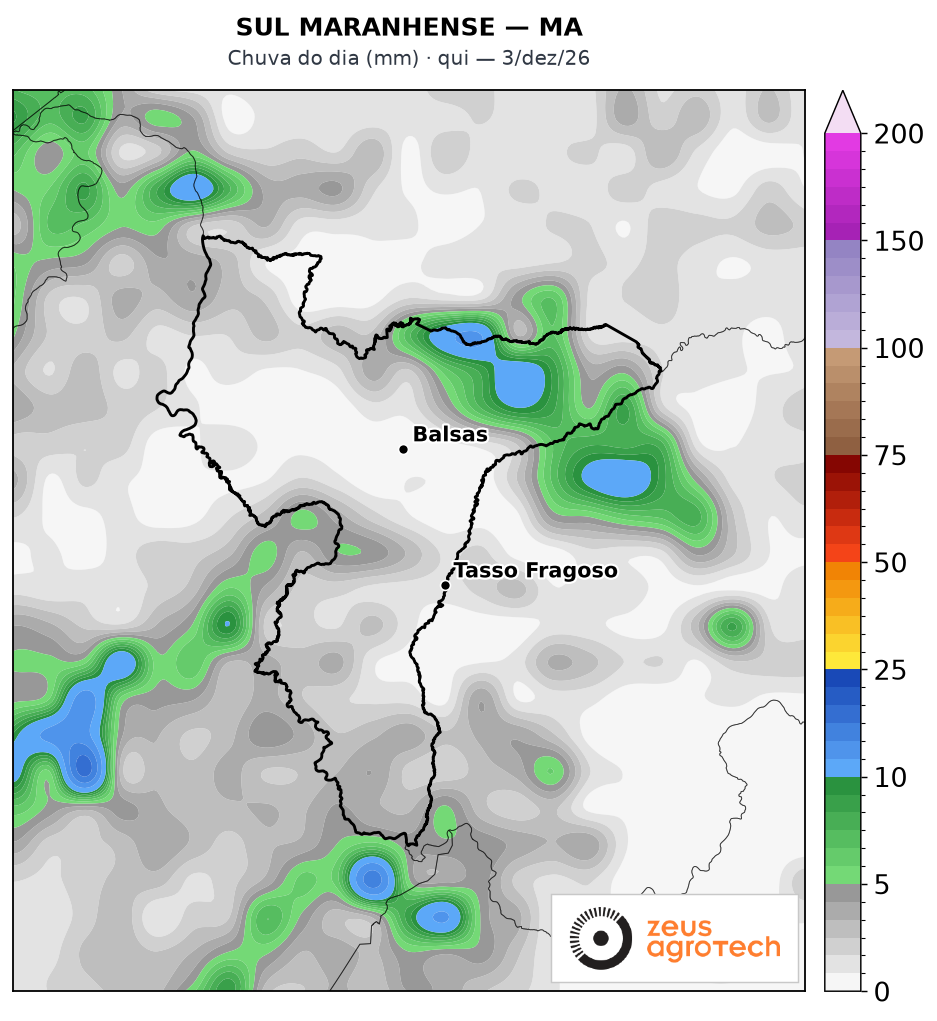 SUL MARANHENSE — MA
Chuva do dia (mm) · qui — 3/dez/26
200
150
100
75
50
25
10
5
0
Balsas
Tasso Fragoso
zeus
agrotech